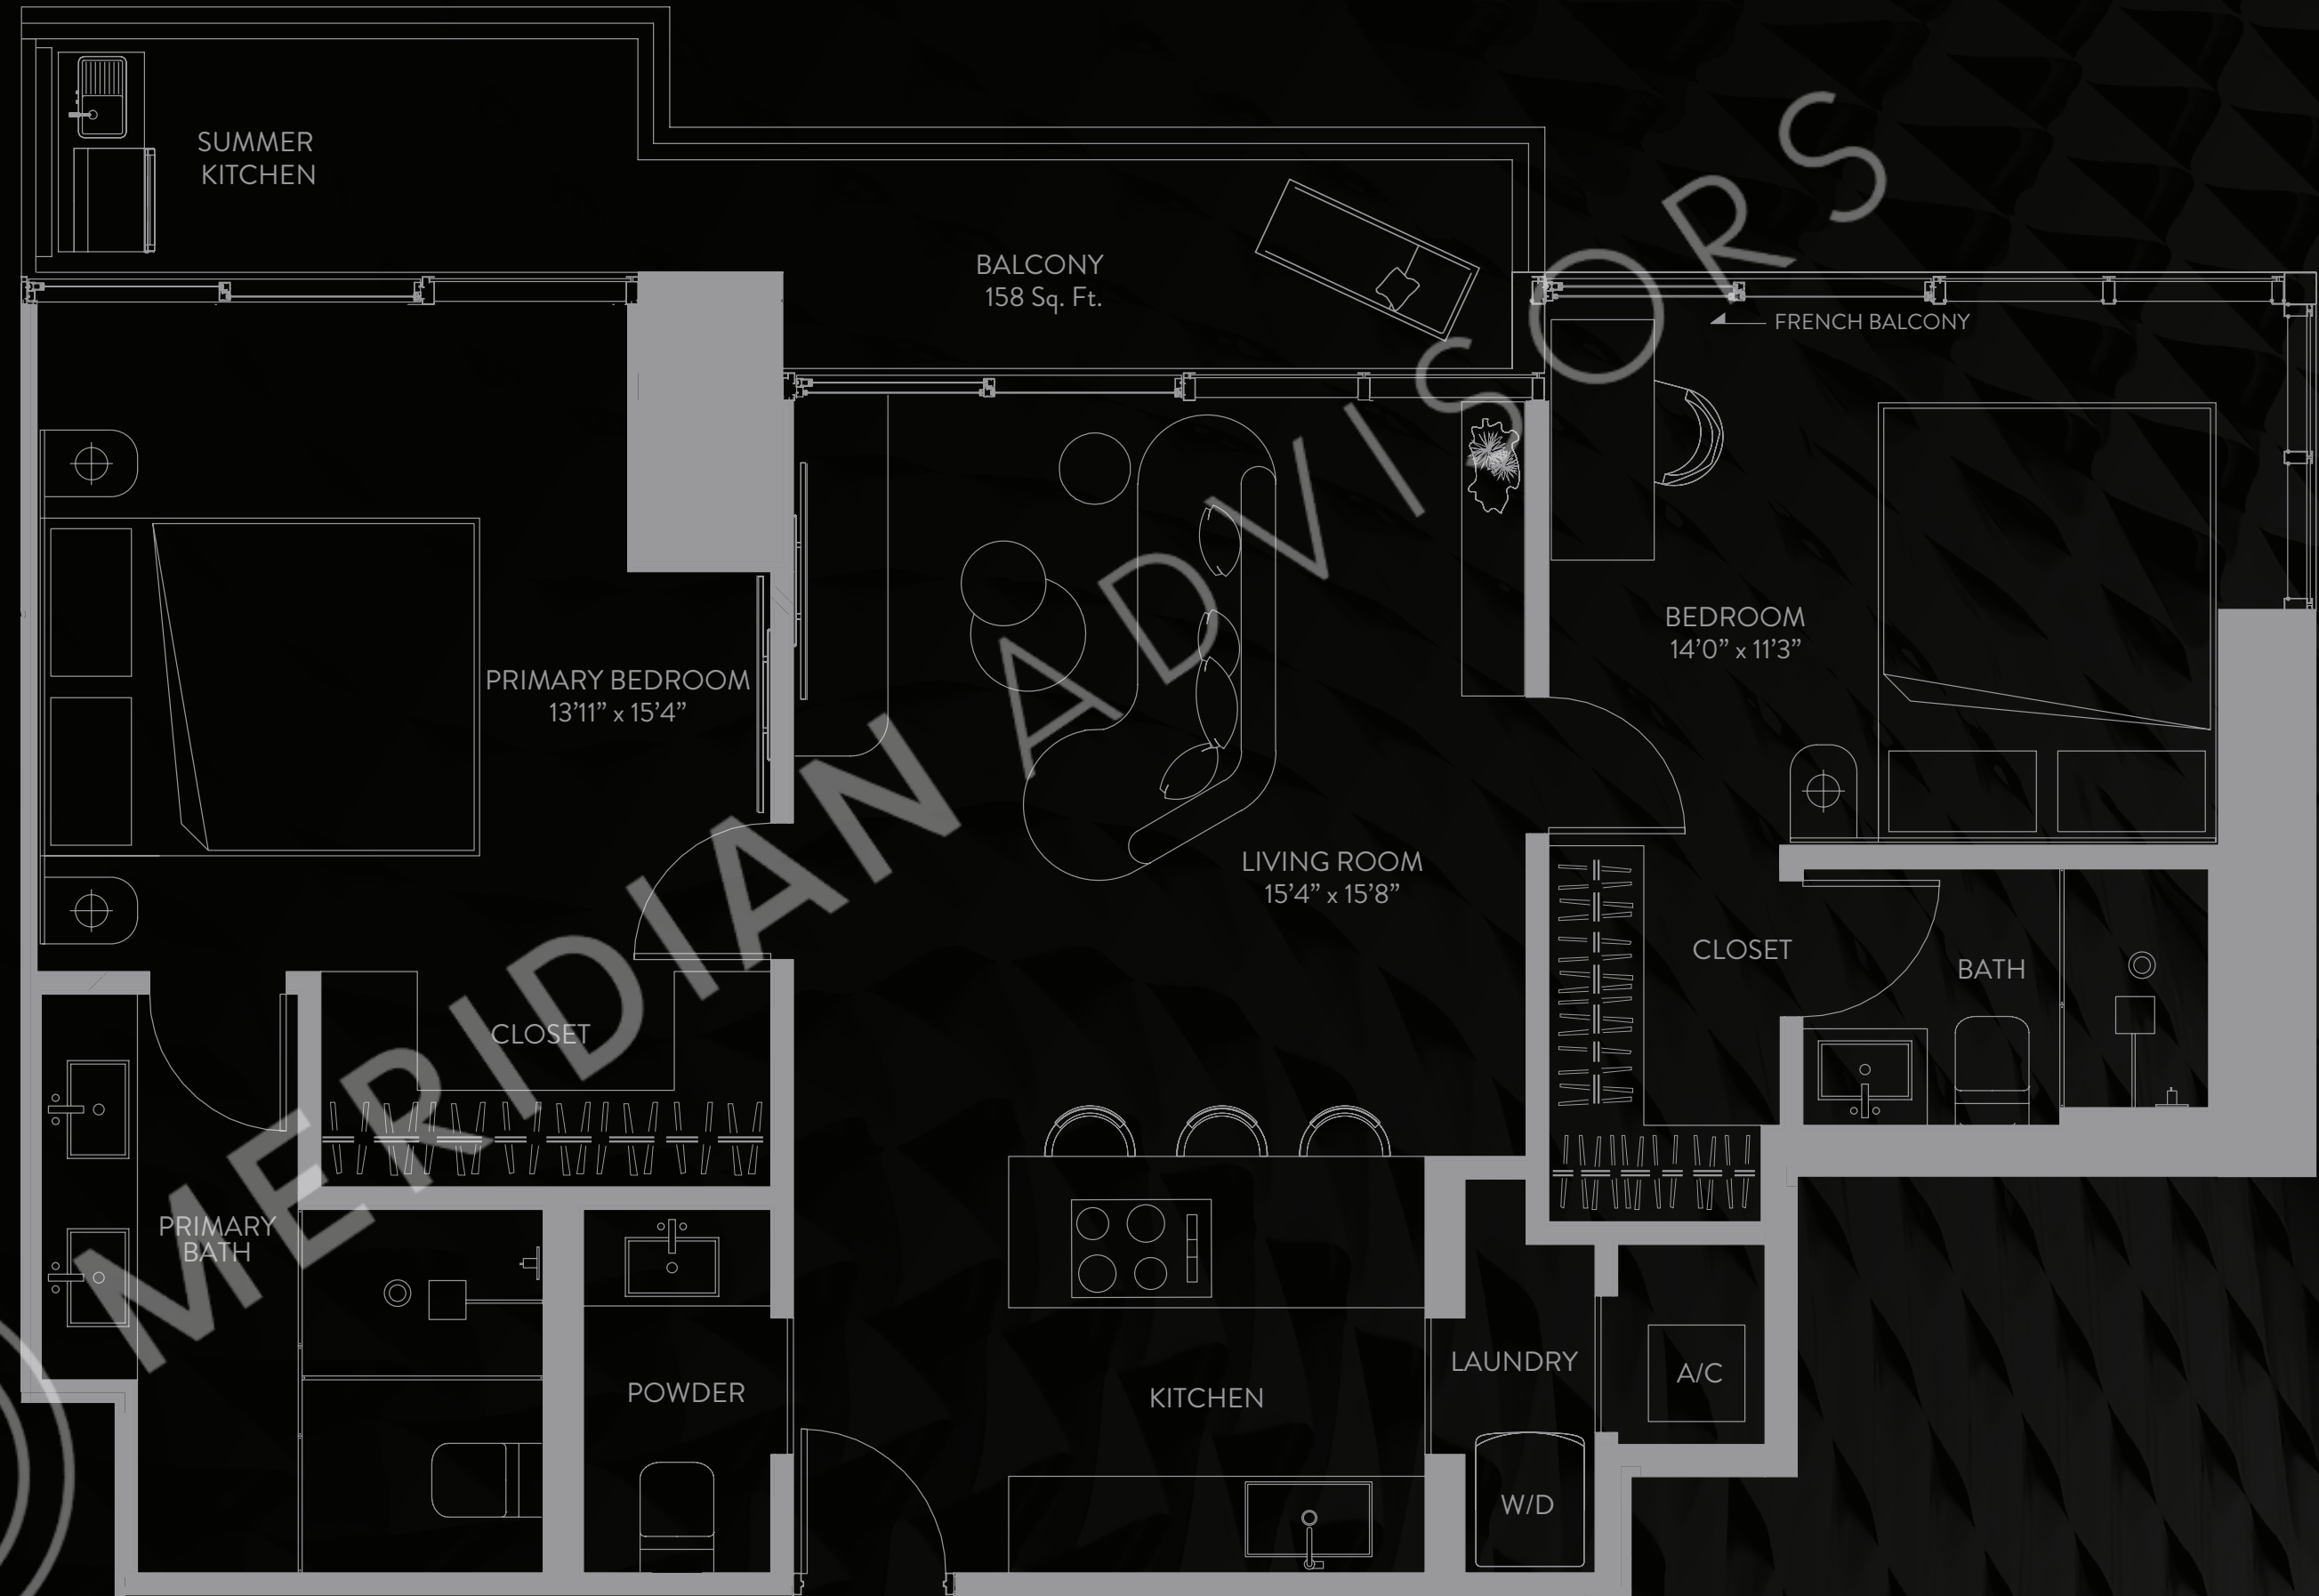 SUMMER
KITCHEN
BALCONY
158 Sq. Ft.
FRENCH BALCONY
BEDROOM
14’0” x 11’3”
PRIMARY BEDROOM
13’11” x 15’4”
LIVING ROOM
15’4” x 15’8”
CLOSET
BATH
CLOSET
PRIMARY
BATH
POWDER
KITCHEN
LAUNDRY
A/C
W/D
MERIDIAN ADVISORS